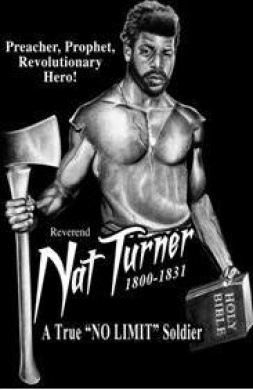 Preacher, Prophet,
Revolutionary
Hero!
Reverend
Nat Turner
1800-1831
HOLY
BIBLE
A True "NO LIMIT" Soldier